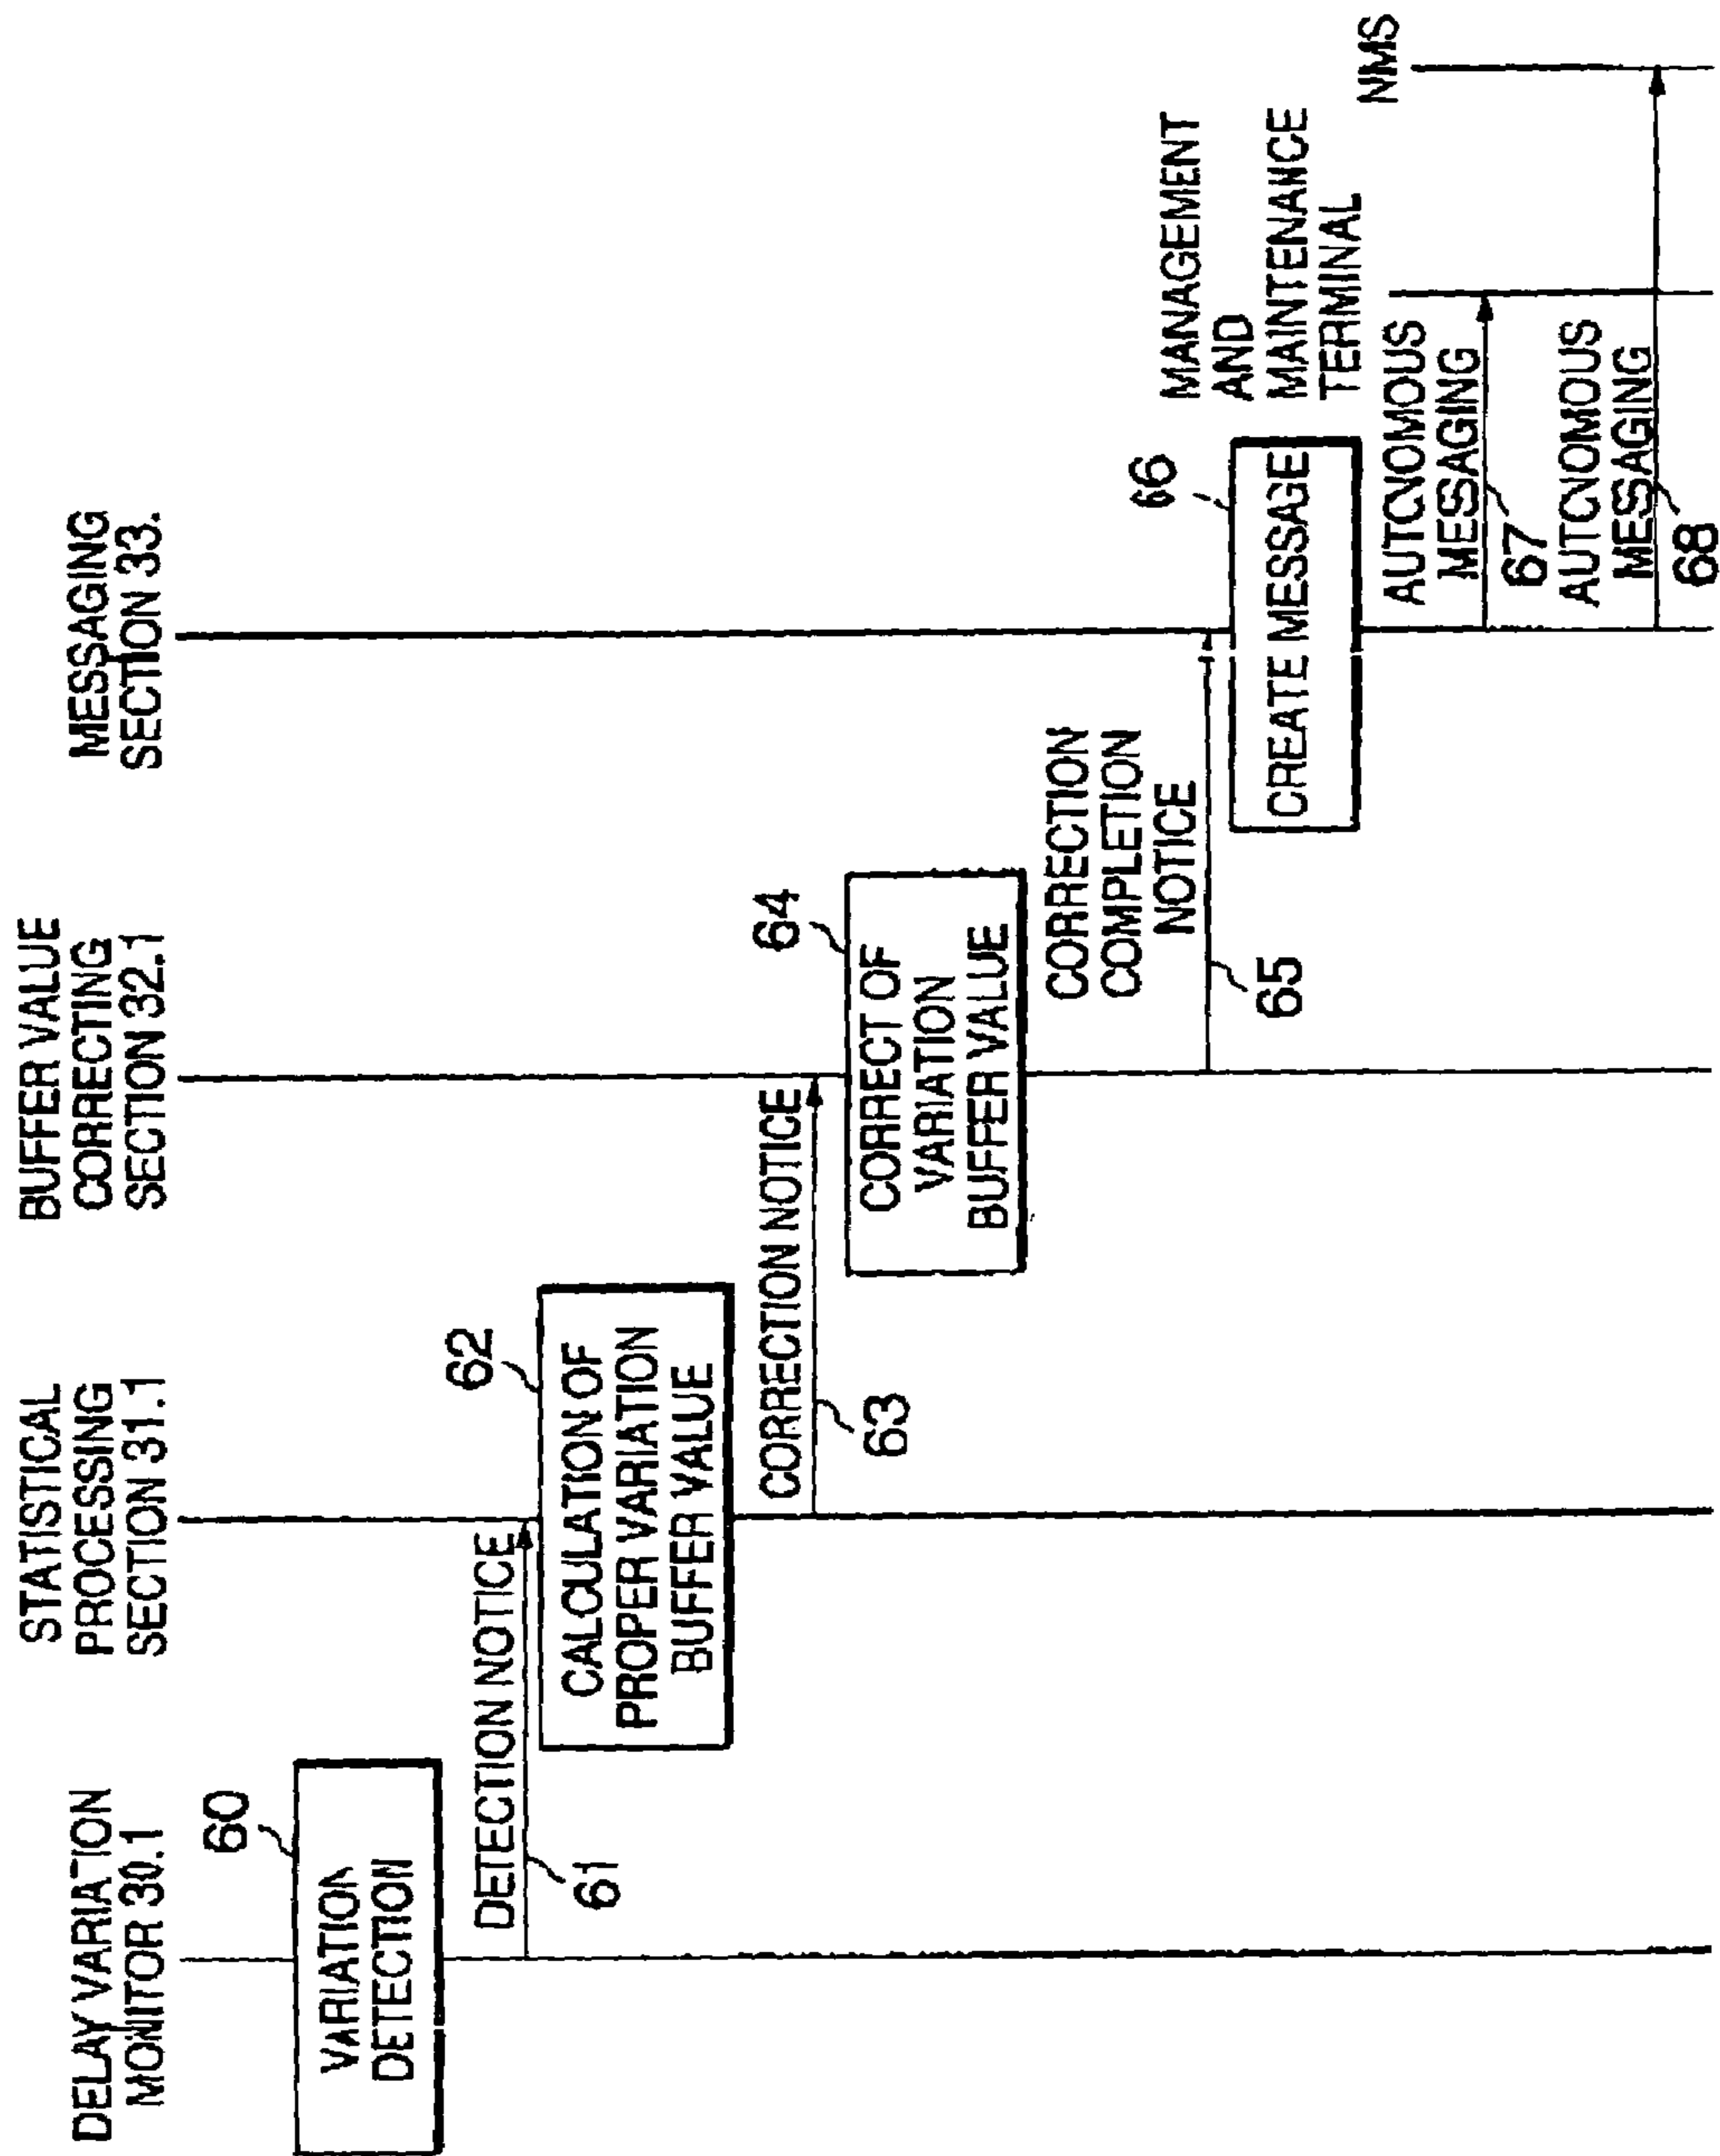 DELAY VARIATION
MONITOR 30.1
STATISTICAL
PROCESSING
SECTION 31.1
BUFFER VALUE
CORRECTING
SECTION 32.1
MESSAGING
SECTION 33.
60
VARIATION
DETECTION
DETECTION NOTICE
61
62
CALCULATION OF
PROPER VARIATION
BUFFER VALUE
CORRECTION NOTICE
63
64
CORRECT OF
VARIATION
BUFFER VALUE
CORRECTION
COMPLETION
NOTICE
65
66
CREATE MESSAGE
MANAGEMENT
AND
MAINTENANCE
TERMINAL
NMS
AUTONOMOUS
MESSAGING
67
AUTONOMOUS
MESSAGING
68